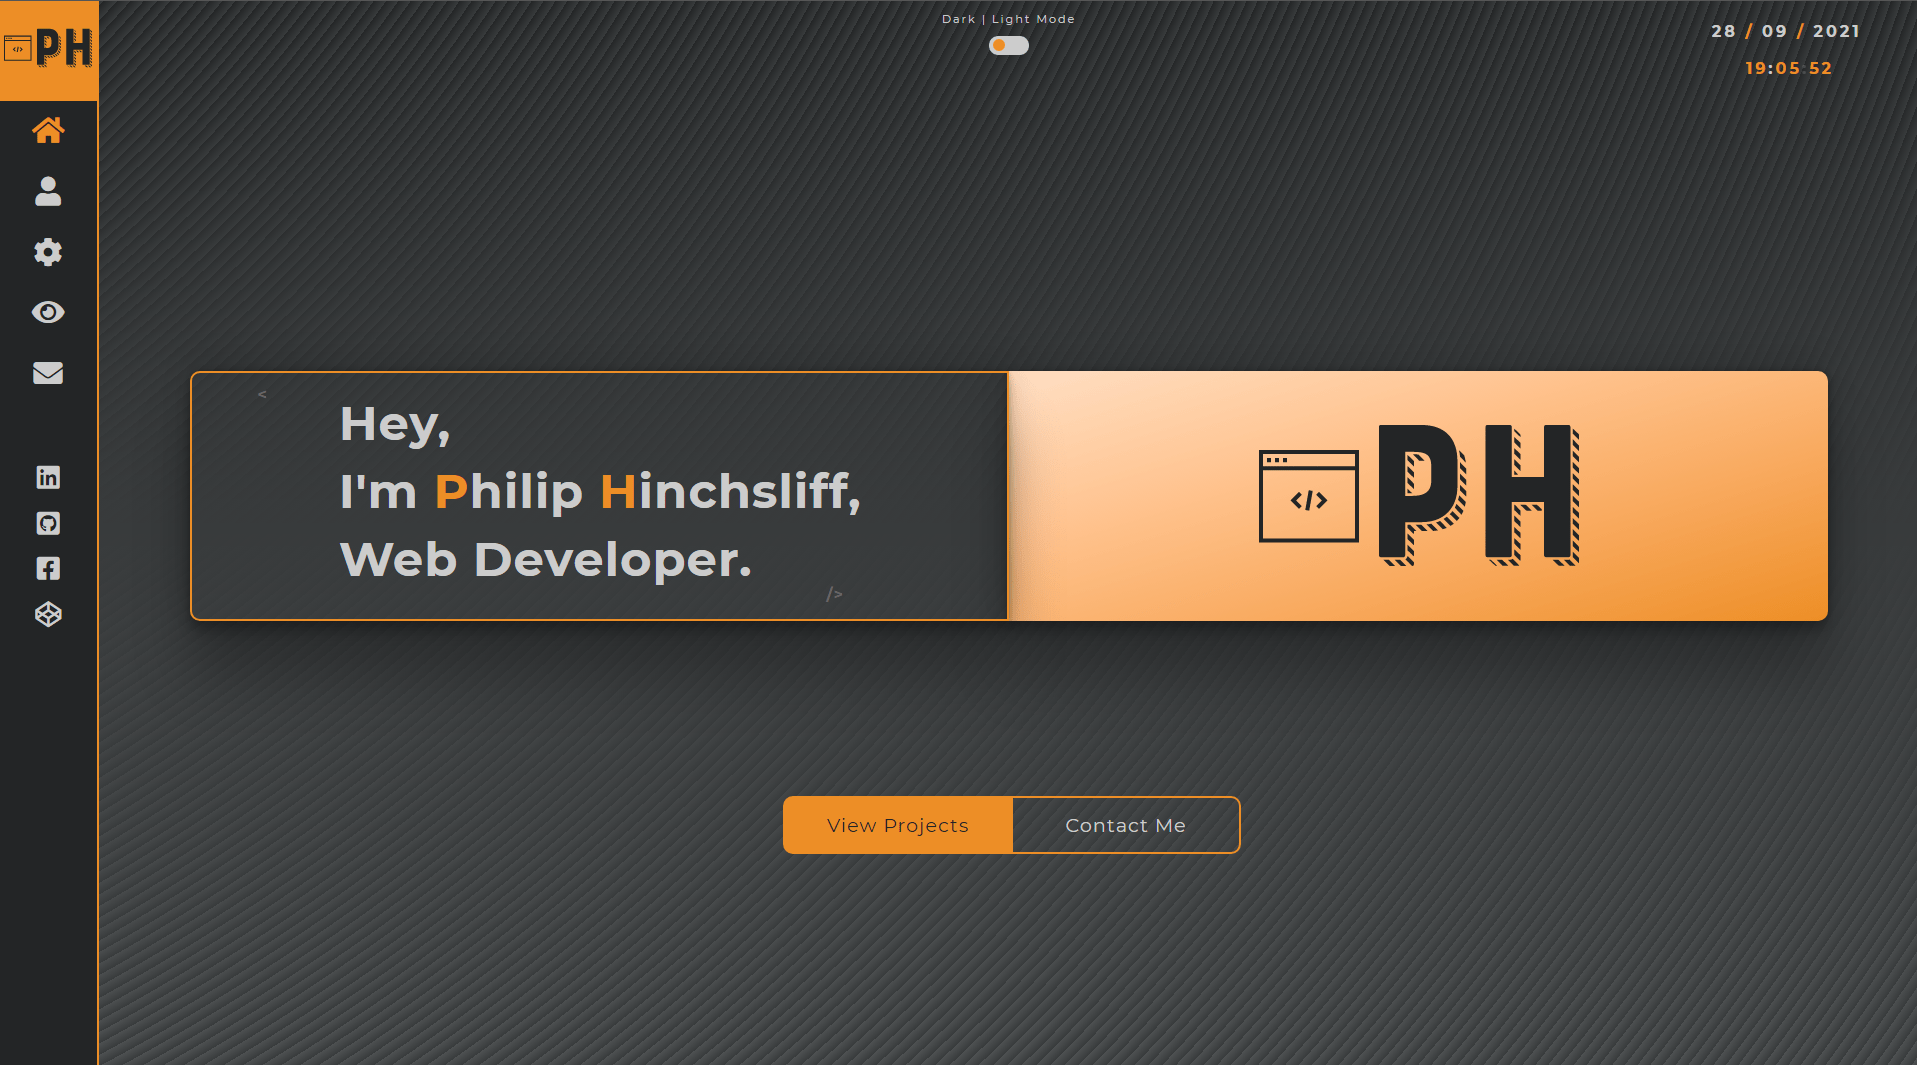 PH
</>
Dark | Light Mode
28 / 09 / 2021
19:05:52
<
Hey,
I'm Philip Hinchsliff,
Web Developer.
/>
</>
PH
in
View Projects
Contact Me